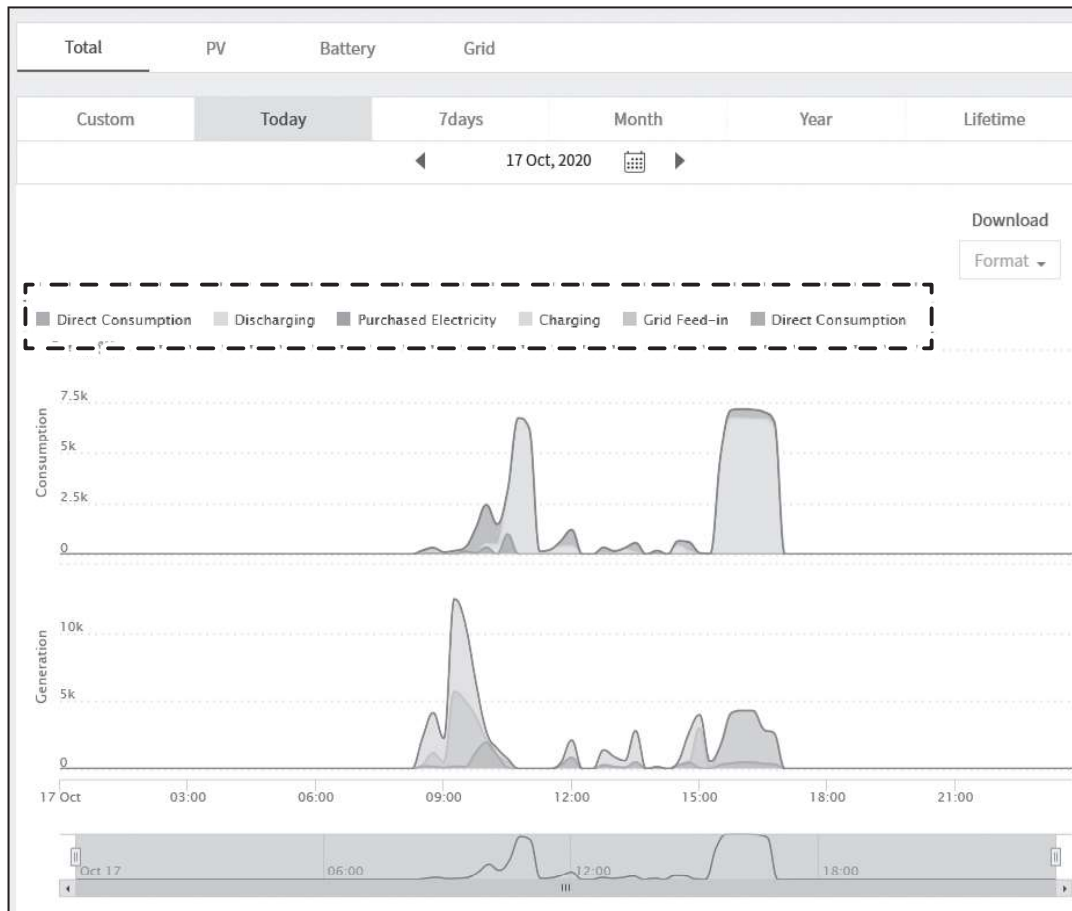 Total PV Battery Grid
Custom Today 7days Month Year Lifetime
17 Oct, 2020
Download
Format
Direct Consumption Discharging Purchased Electricity Charging Grid Feed-in Direct Consumption
Consumption
7.5k
5k
2.5k
0
Generation
10k
5k
0
17 Oct 03:00 06:00 09:00 12:00 15:00 18:00 21:00
Oct 17 06:00 12:00 18:00